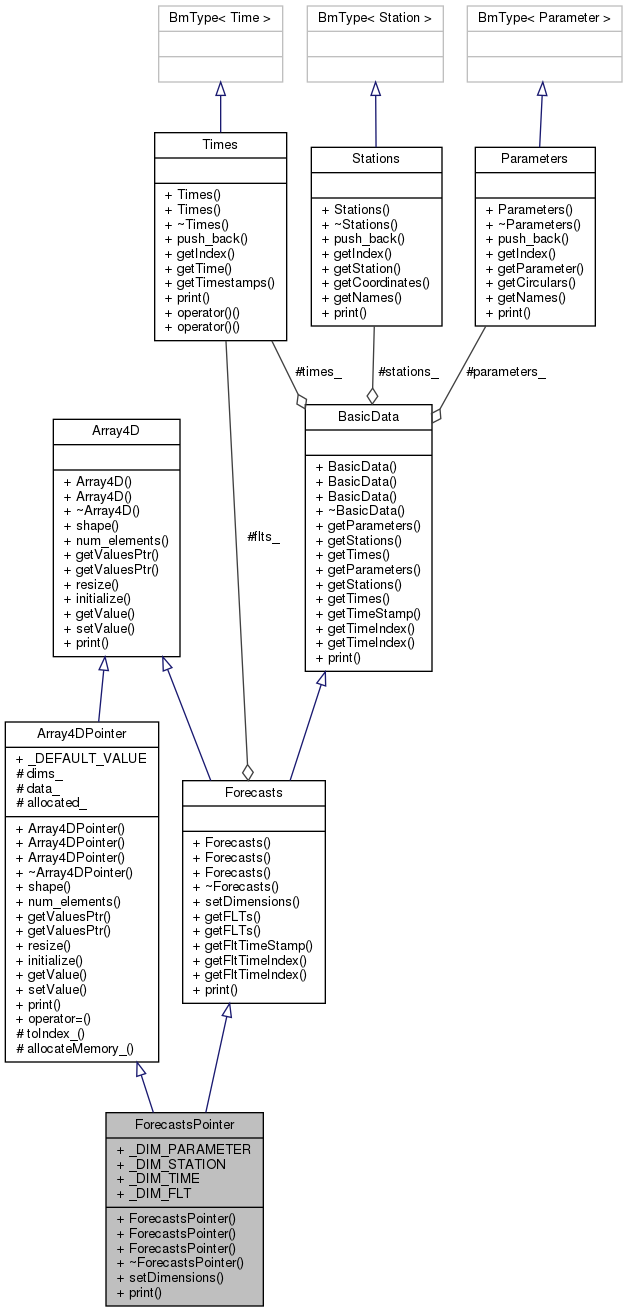 BmType< Time >
BmType< Station >
BmType< Parameter >
Times
+ Times()
+ Times()
+ ~Times()
+ push_back()
+ getIndex()
+ getTime()
+ getTimestamps()
+ print()
+ operator()()
+ operator()()
Stations
+ Stations()
+ ~Stations()
+ push_back()
+ getIndex()
+ getStation()
+ getCoordinates()
+ getNames()
+ print()
Parameters
+ Parameters()
+ ~Parameters()
+ push_back()
+ getIndex()
+ getParameter()
+ getCirculars()
+ getNames()
+ print()
#times_
#stations_
#parameters_
Array4D
+ Array4D()
+ Array4D()
+ ~Array4D()
+ shape()
+ num_elements()
+ getValuesPtr()
+ getValuesPtr()
+ resize()
+ initialize()
+ getValue()
+ setValue()
+ print()
#flts_
BasicData
+ BasicData()
+ BasicData()
+ BasicData()
+ ~BasicData()
+ getParameters()
+ getStations()
+ getTimes()
+ getParameters()
+ getStations()
+ getTimes()
+ getTimeStamp()
+ getTimeIndex()
+ getTimeIndex()
+ print()
Array4DPointer
+ _DEFAULT_VALUE
# dims_
# data_
# allocated_
+ Array4DPointer()
+ Array4DPointer()
+ Array4DPointer()
+ ~Array4DPointer()
+ shape()
+ num_elements()
+ getValuesPtr()
+ getValuesPtr()
+ resize()
+ initialize()
+ getValue()
+ setValue()
+ print()
+ operator=()
# toIndex_()
# allocateMemory_()
Forecasts
+ Forecasts()
+ Forecasts()
+ Forecasts()
+ ~Forecasts()
+ setDimensions()
+ getFLTs()
+ getFLTs()
+ getFltTimeStamp()
+ getFltTimeIndex()
+ getFltTimeIndex()
+ print()
ForecastsPointer
+ _DIM_PARAMETER
+ _DIM_STATION
+ _DIM_TIME
+ _DIM_FLT
+ ForecastsPointer()
+ ForecastsPointer()
+ ForecastsPointer()
+ ~ForecastsPointer()
+ setDimensions()
+ print()